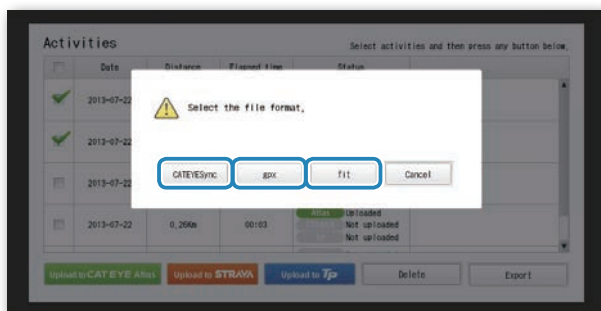 Activities
Select activities and then press any button below.
Date Distance Elapsed time Status
2013-07-22
Select the file format.
2013-07-22
CATEYESync gpx fit Cancel
2013-07-22
Atlas Uploaded
2013-07-22 0.26Km 00:03 Not uploaded
Not uploaded
Upload to CATEYE Atlas Upload to STRAVA Upload to TP Delete Export